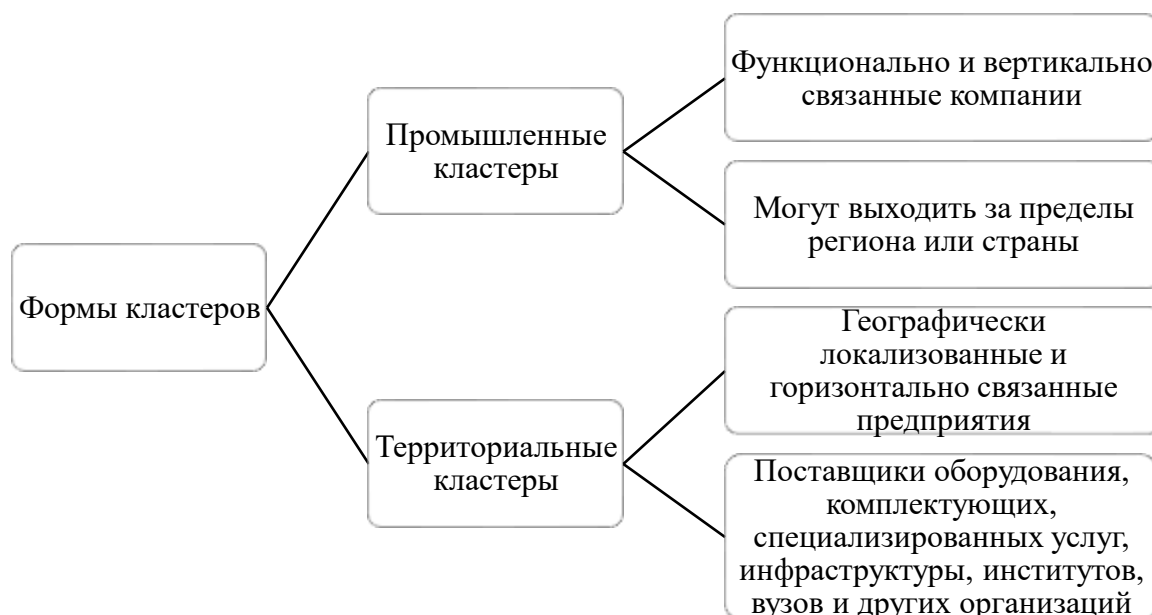 Формы кластеров
Промышленные
кластеры
Функционально и вертикально
связанные компании
Могут выходить за пределы
региона или страны
Территориальные
кластеры
Географически
локализованные и
горизонтально связанные
предприятия
Поставщики оборудования,
комплектующих,
специализированных услуг,
инфраструктуры, институтов,
вузов и других организаций